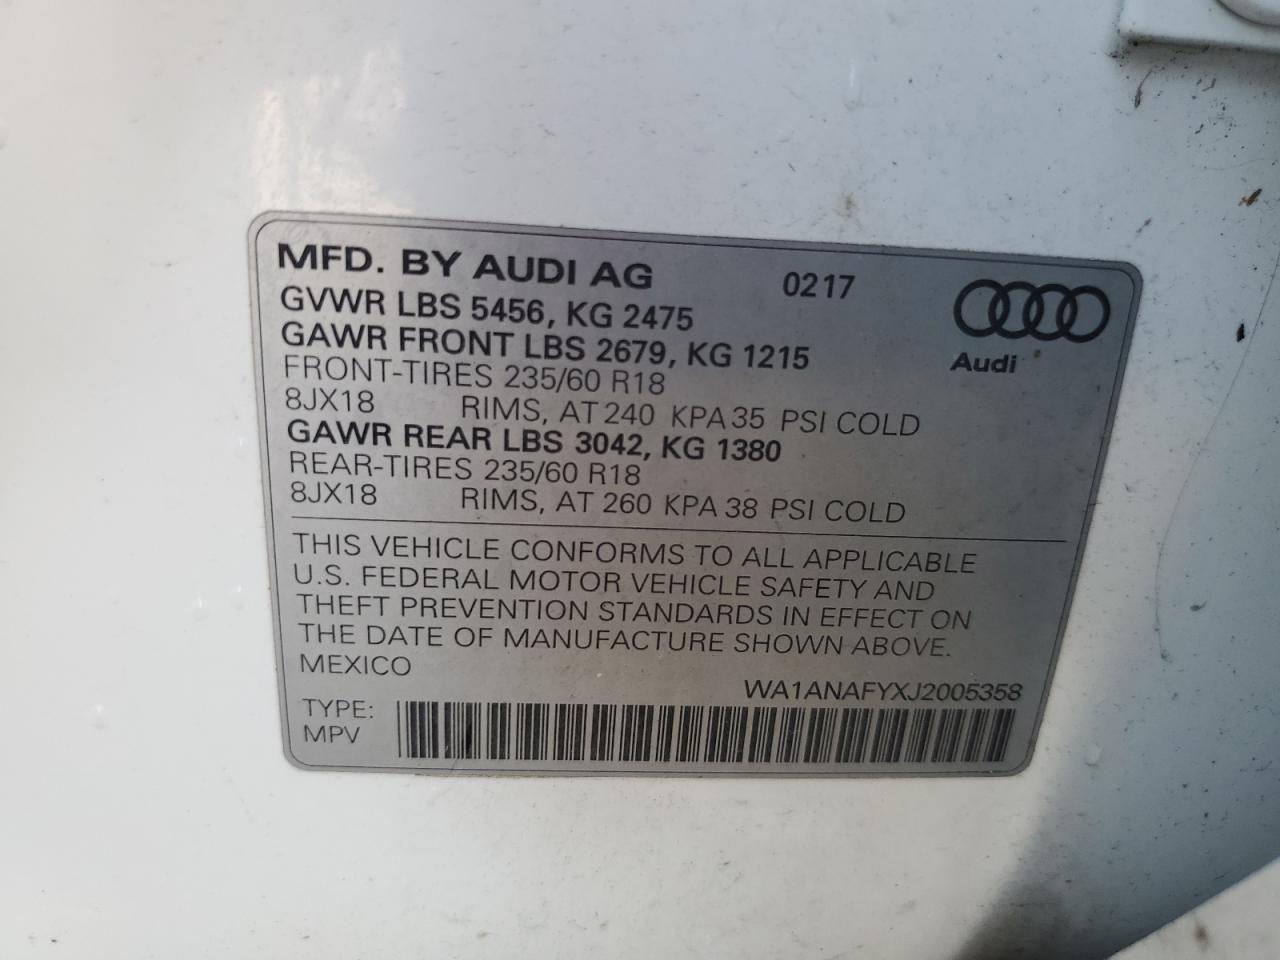 MFD. BY AUDI AG 0217
GVWR LBS 5456, KG 2475
GAWR FRONT LBS 2679, KG 1215
Audi
FRONT-TIRES 235/60 R18
8JX18 RIMS, AT 240 KPA 35 PSI COLD
GAWR REAR LBS 3042, KG 1380
REAR-TIRES 235/60 R18
8JX18 RIMS, AT 260 KPA 38 PSI COLD
THIS VEHICLE CONFORMS TO ALL APPLICABLE
U.S. FEDERAL MOTOR VEHICLE SAFETY AND
THEFT PREVENTION STANDARDS IN EFFECT ON
THE DATE OF MANUFACTURE SHOWN ABOVE.
MEXICO
WA1ANAFYXJ2005358
TYPE:
MPV